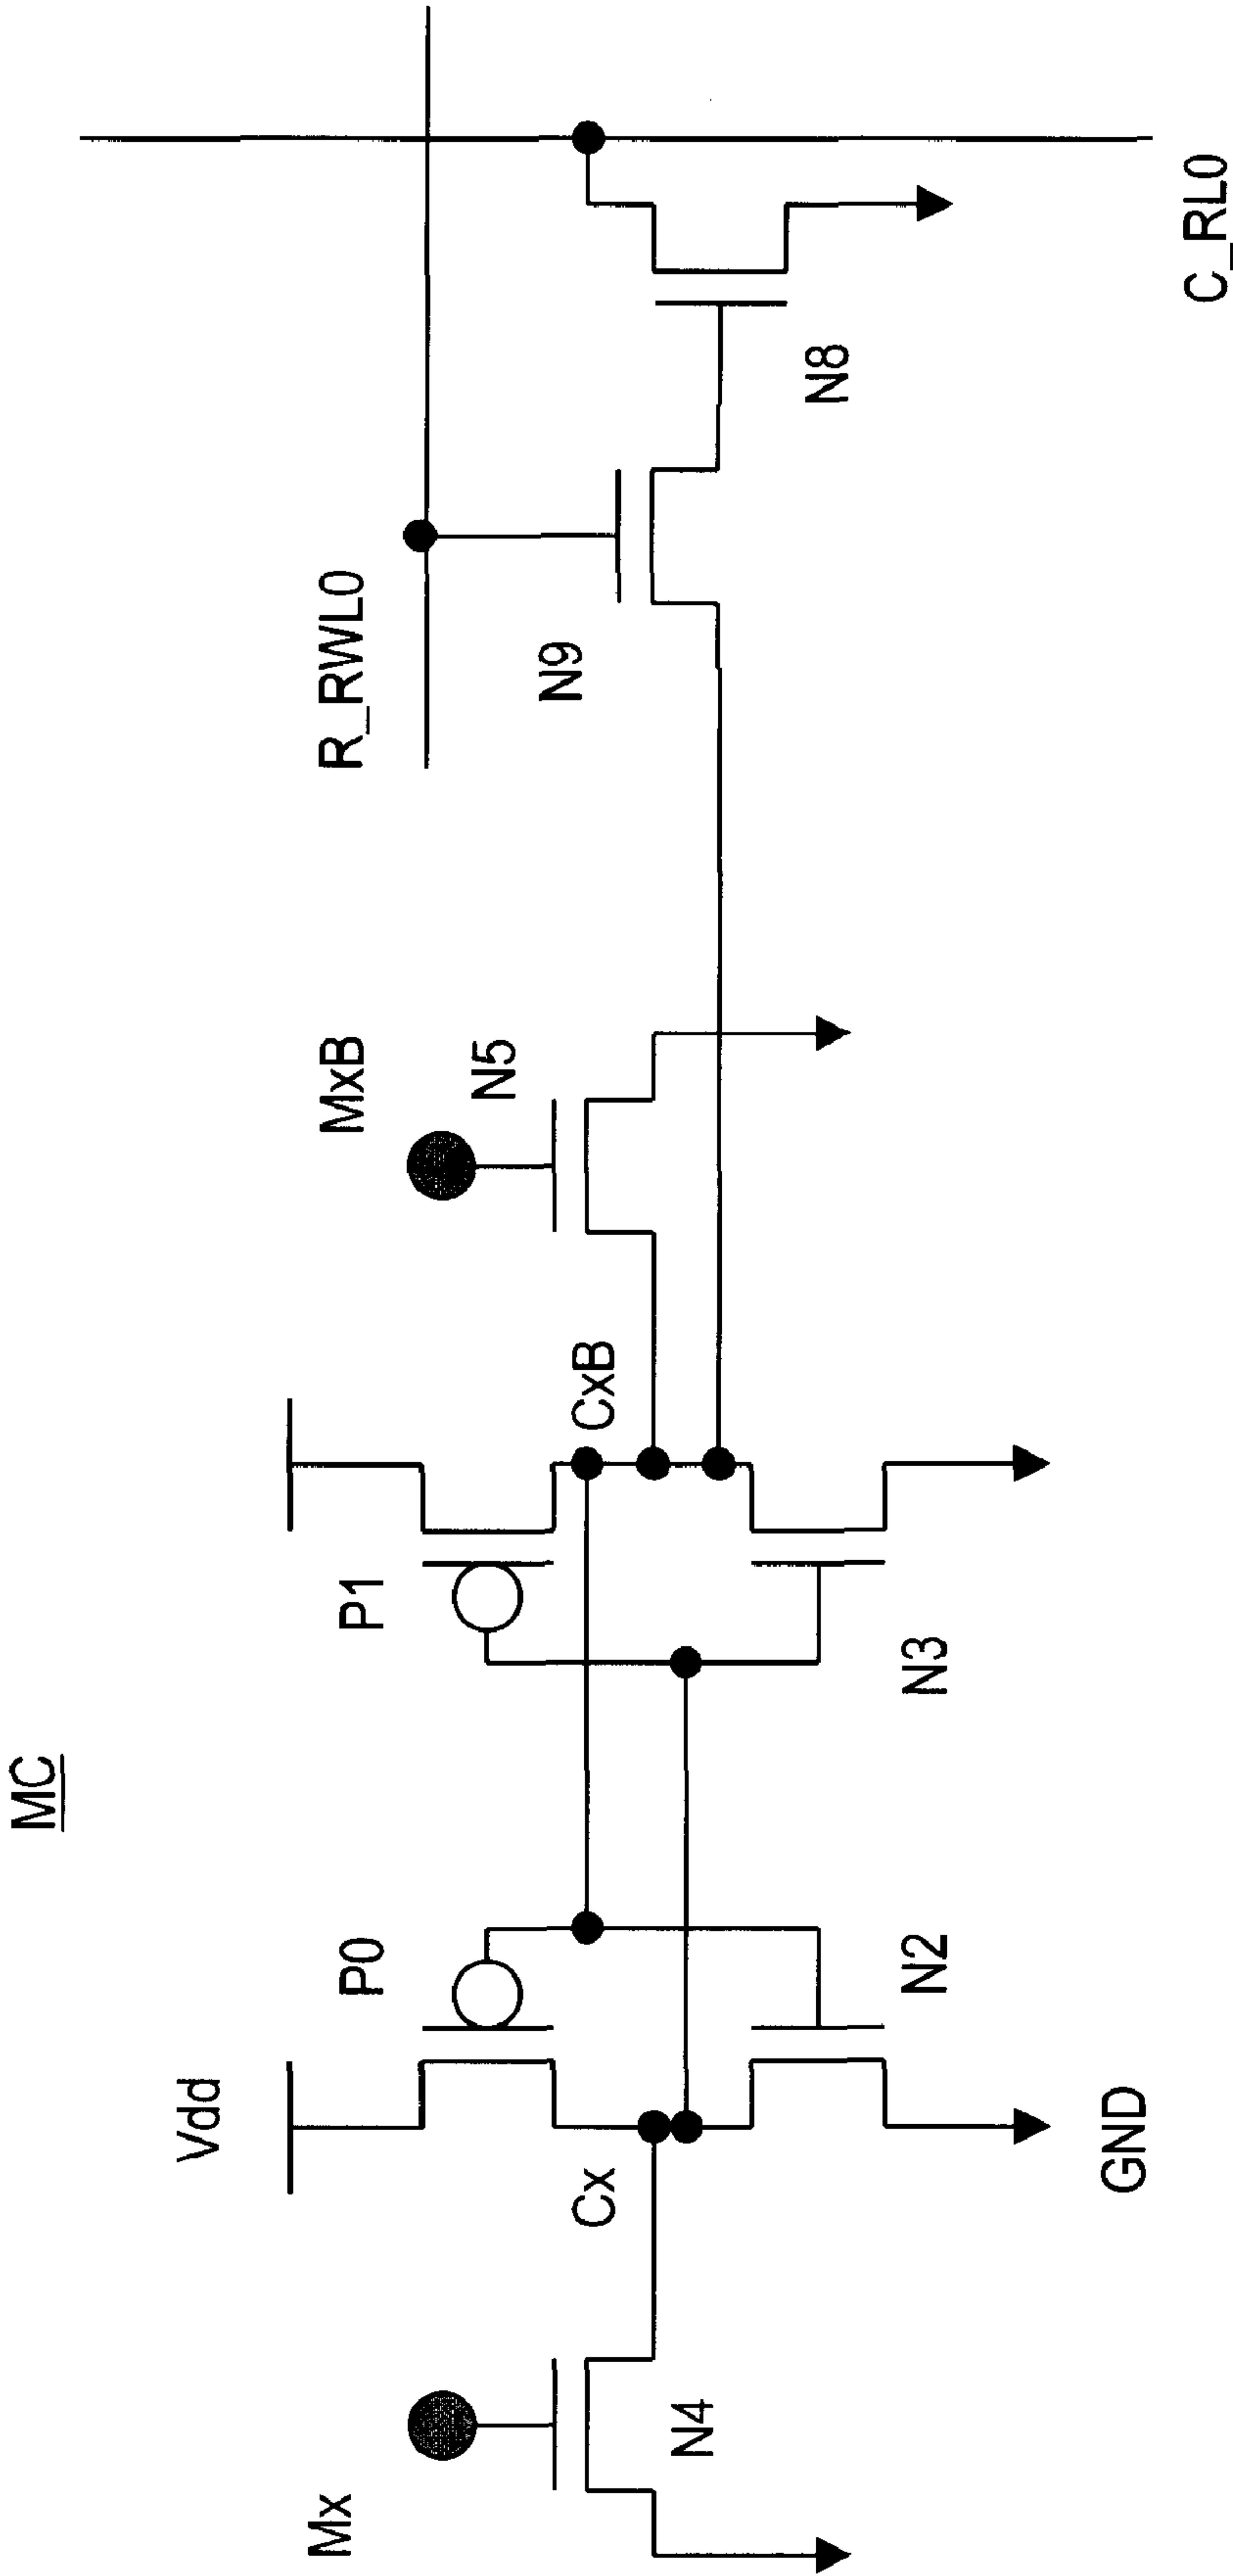 MC
Vdd
Mx
N4
Cx
P0
N2
GND
P1
N3
CxB
MxB
N5
R_RWL0
N9
N8
C_RL0